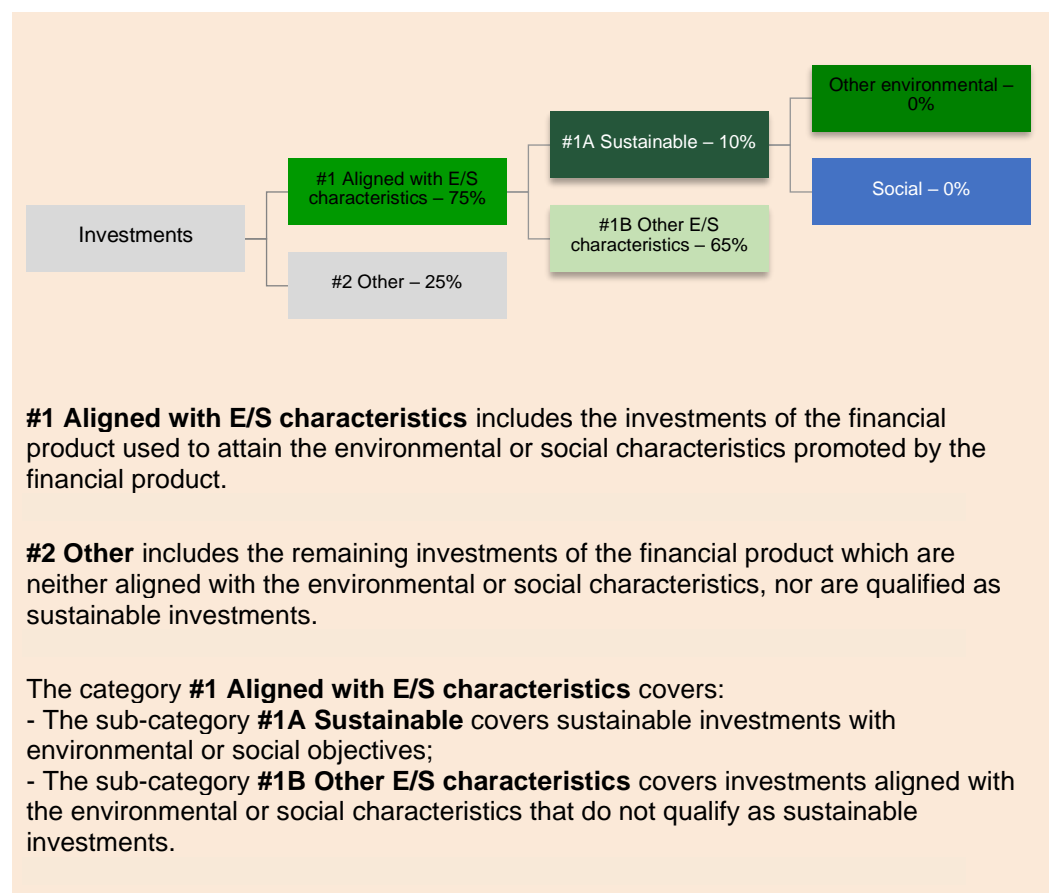 Other environmental –
0%
#1A Sustainable – 10%
#1 Aligned with E/S
characteristics – 75%
Social – 0%
Investments
#1B Other E/S
characteristics – 65%
#2 Other – 25%
#1 Aligned with E/S characteristics includes the investments of the financial
product used to attain the environmental or social characteristics promoted by the
financial product.
#2 Other includes the remaining investments of the financial product which are
neither aligned with the environmental or social characteristics, nor are qualified as
sustainable investments.
The category #1 Aligned with E/S characteristics covers:
- The sub-category #1A Sustainable covers sustainable investments with
environmental or social objectives;
- The sub-category #1B Other E/S characteristics covers investments aligned with
the environmental or social characteristics that do not qualify as sustainable
investments.